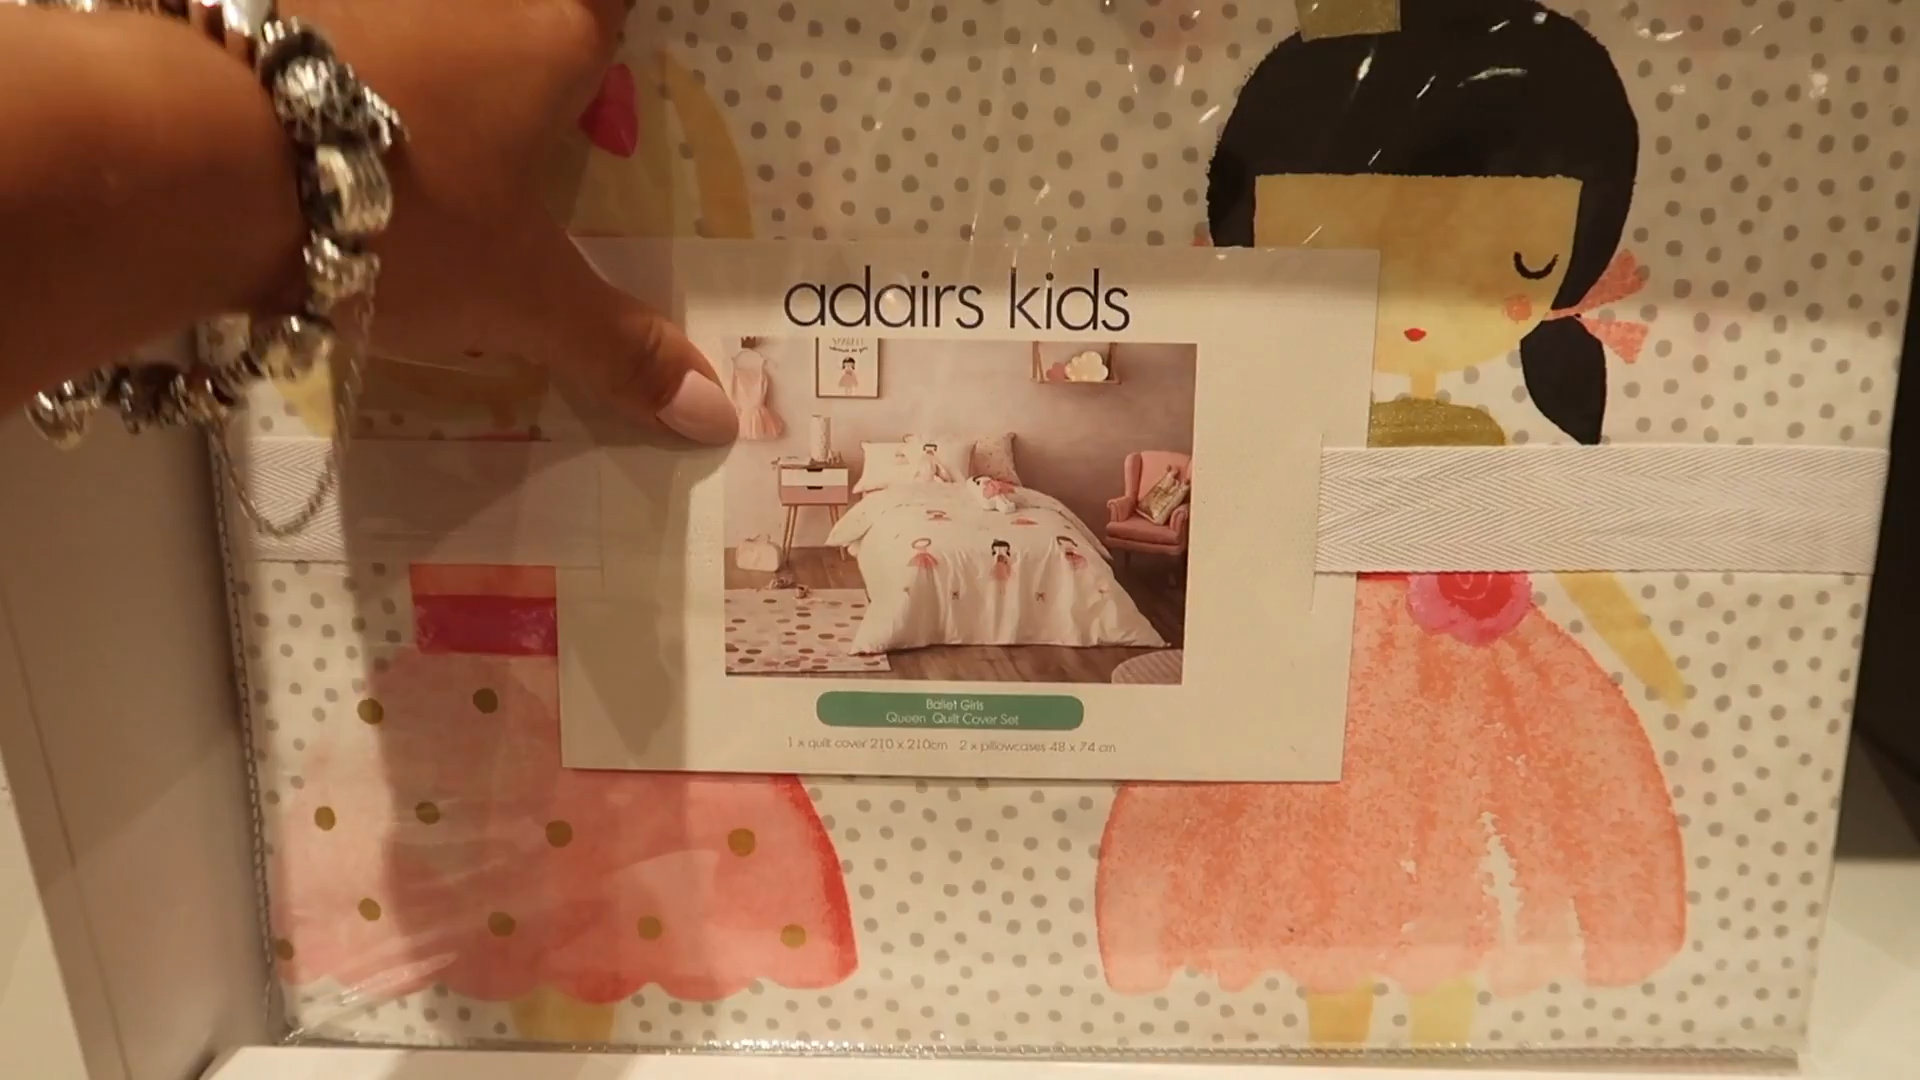 adairs kids
Ballet Girls
Queen Quilt Cover Set
1 x quilt cover 210 x 210cm 2 x pillowcases 48 x 74 cm